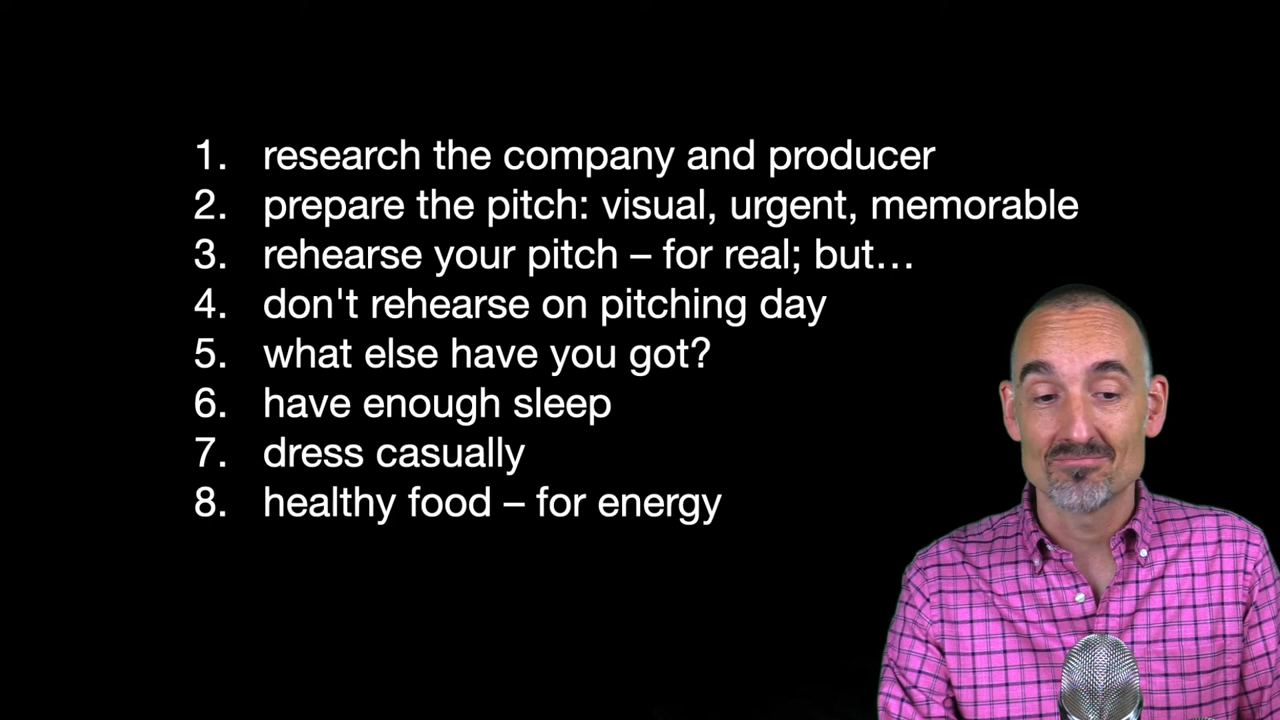 1. research the company and producer
2. prepare the pitch: visual, urgent, memorable
3. rehearse your pitch – for real; but…
4. don't rehearse on pitching day
5. what else have you got?
6. have enough sleep
7. dress casually
8. healthy food – for energy